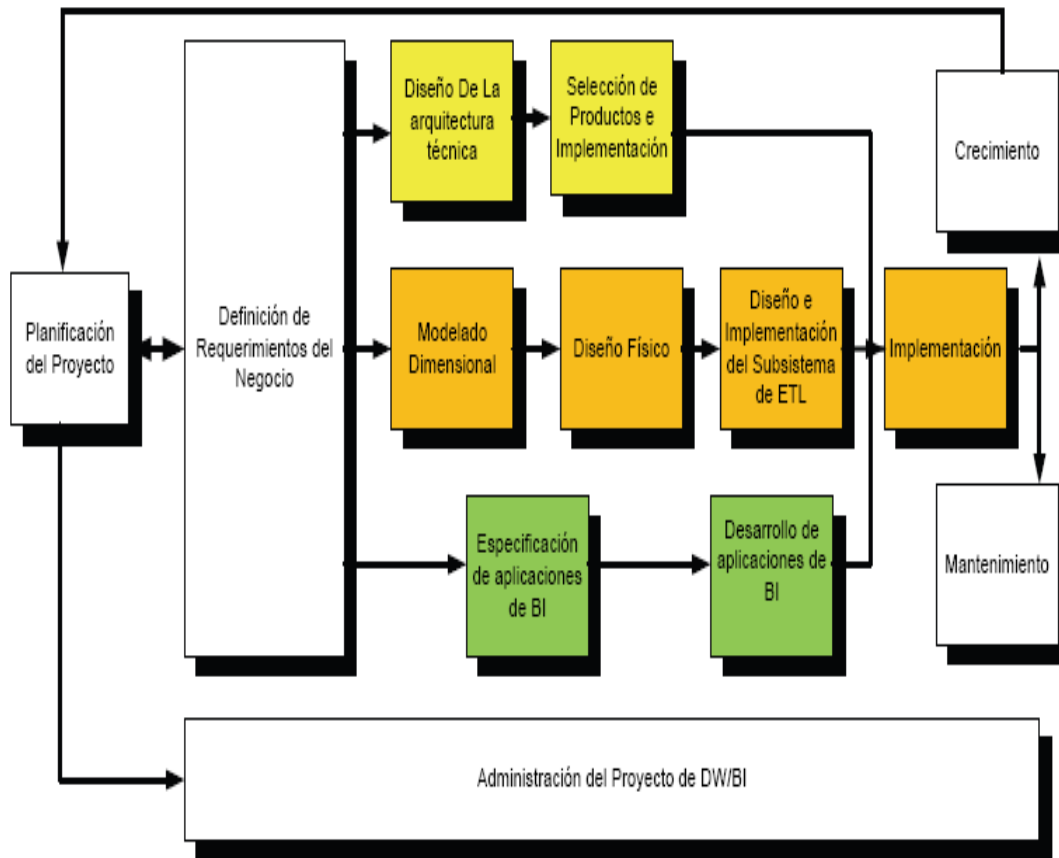 Diseño De La
arquitectura
técnica
Selección de
Productos e
Implementación
Crecimiento
Planificación
del Proyecto
Definición de
Requerimientos del
Negocio
Modelado
Dimensional
Diseño Físico
Diseño e
Implementación
del Subsistema
de ETL
Implementación
Especificación
de aplicaciones
de BI
Desarrollo de
aplicaciones de
BI
Mantenimiento
Administración del Proyecto de DW/BI